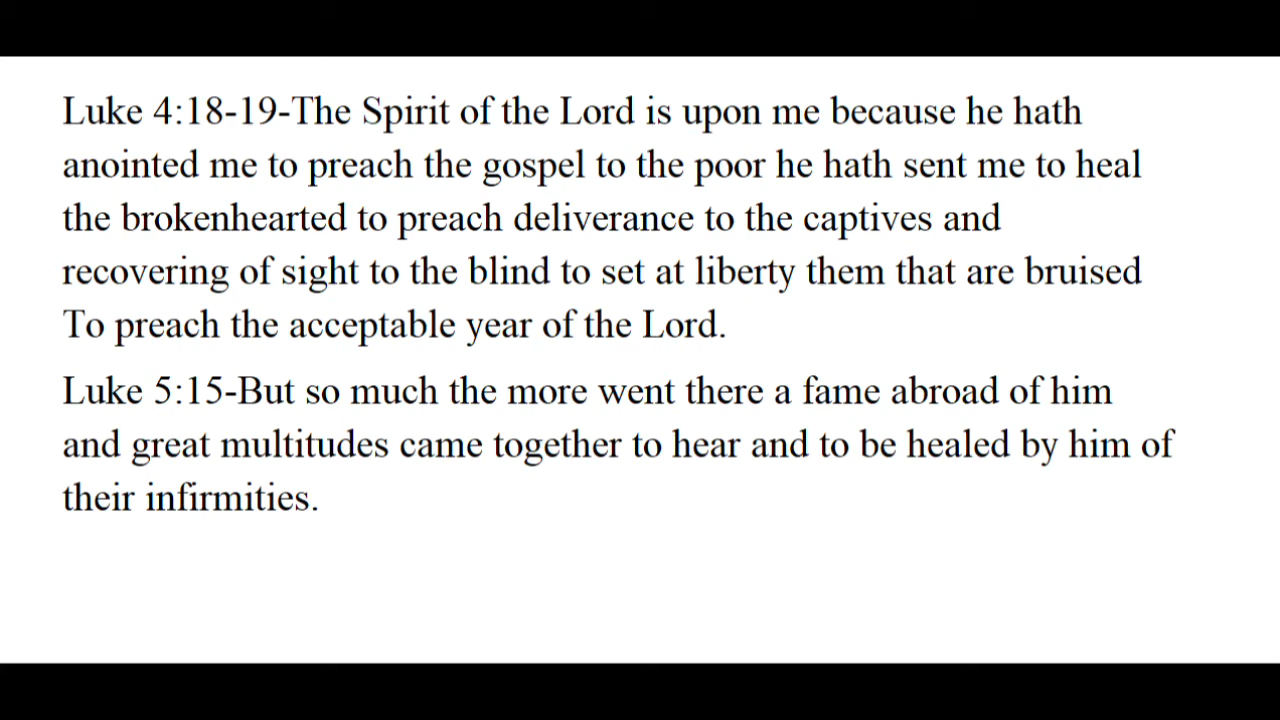 Luke 4:18-19-The Spirit of the Lord is upon me because he hath
anointed me to preach the gospel to the poor he hath sent me to heal
the brokenhearted to preach deliverance to the captives and
recovering of sight to the blind to set at liberty them that are bruised
To preach the acceptable year of the Lord.
Luke 5:15-But so much the more went there a fame abroad of him
and great multitudes came together to hear and to be healed by him of
their infirmities.